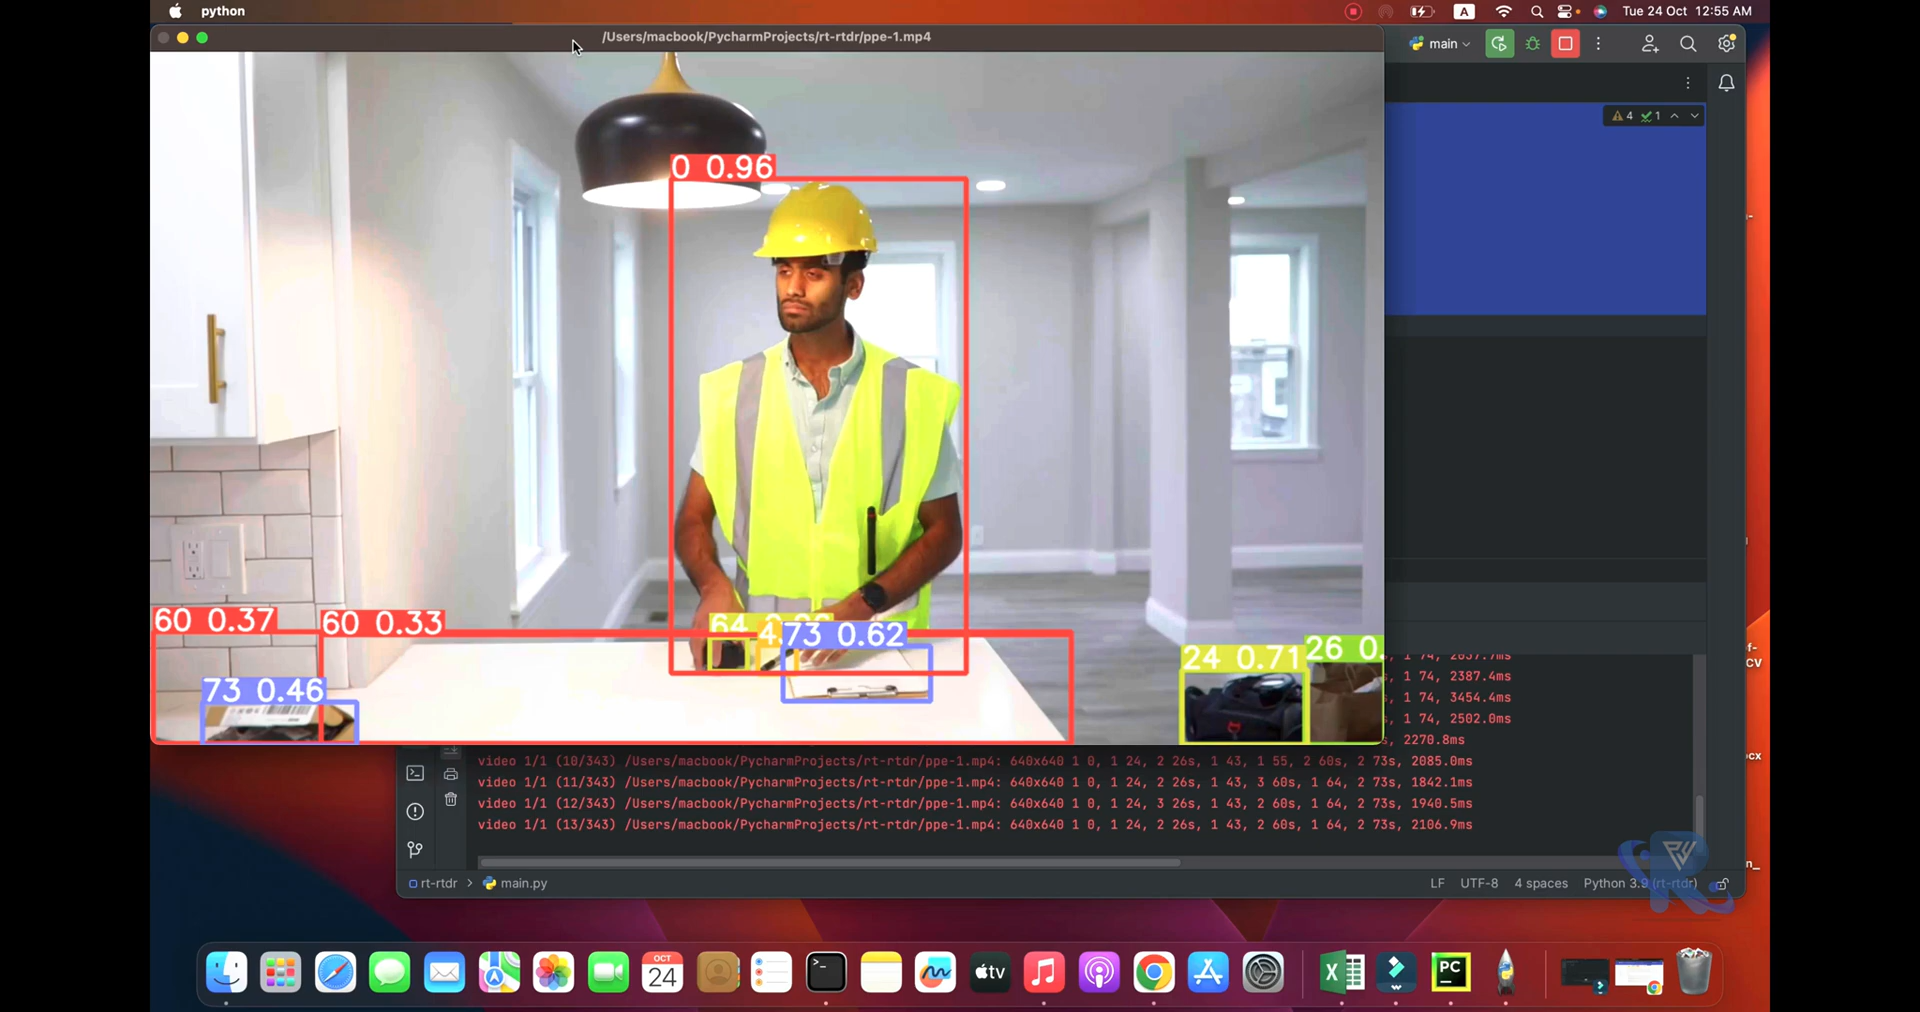 python
A
Tue 24 Oct 12:55 AM
/Users/macbook/PycharmProjects/rt-rtdr/ppe-1.mp4
main
4 1
0 0.96
60 0.37
60 0.33
64
4
73 0.62
73 0.46
24 0.71
26 0.
s, 1 74, 2387.4ms
s, 1 74, 3454.4ms
s, 1 74, 2502.0ms
s, 2270.8ms
video 1/1 (10/343) /Users/macbook/PycharmProjects/rt-rtdr/ppe-1.mp4: 640x640 1 0, 1 24, 2 26s, 1 43, 1 55, 2 60s, 2 73s, 2085.0ms
video 1/1 (11/343) /Users/macbook/PycharmProjects/rt-rtdr/ppe-1.mp4: 640x640 1 0, 1 24, 2 26s, 1 43, 3 60s, 1 64, 2 73s, 1842.1ms
video 1/1 (12/343) /Users/macbook/PycharmProjects/rt-rtdr/ppe-1.mp4: 640x640 1 0, 1 24, 3 26s, 1 43, 2 60s, 1 64, 2 73s, 1940.5ms
video 1/1 (13/343) /Users/macbook/PycharmProjects/rt-rtdr/ppe-1.mp4: 640x640 1 0, 1 24, 2 26s, 1 43, 2 60s, 1 64, 2 73s, 2106.9ms
rt-rtdr > main.py
LF UTF-8 4 spaces Python 3.9 (rt-rtdr)
OCT
24
tv
PC